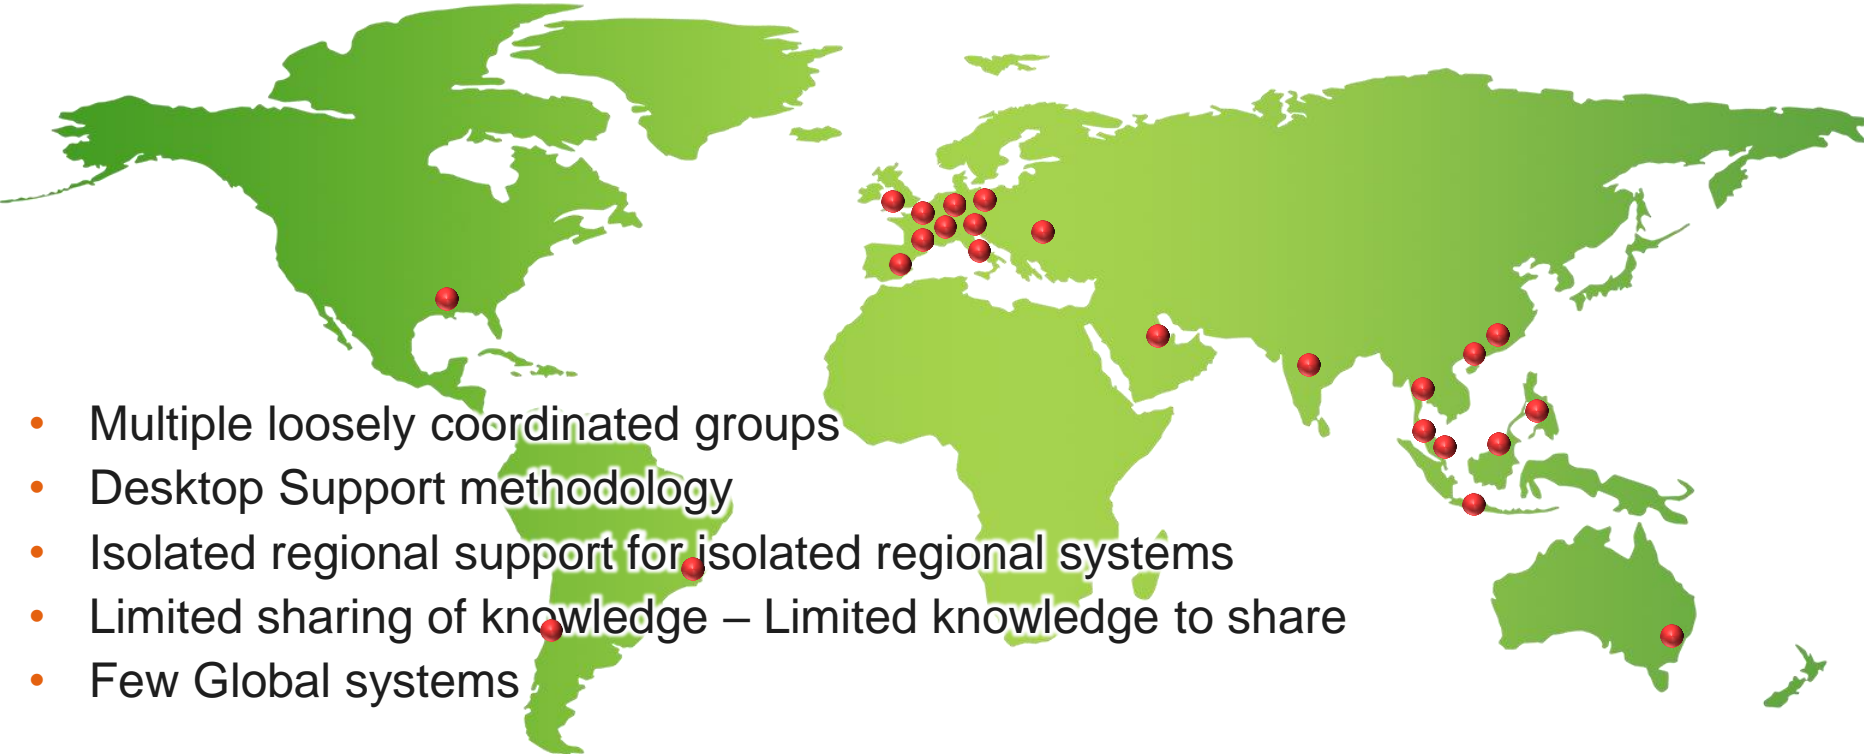 • Multiple loosely coordinated groups
• Desktop Support methodology
• Isolated regional support for isolated regional systems
• Limited sharing of knowledge – Limited knowledge to share
• Few Global systems